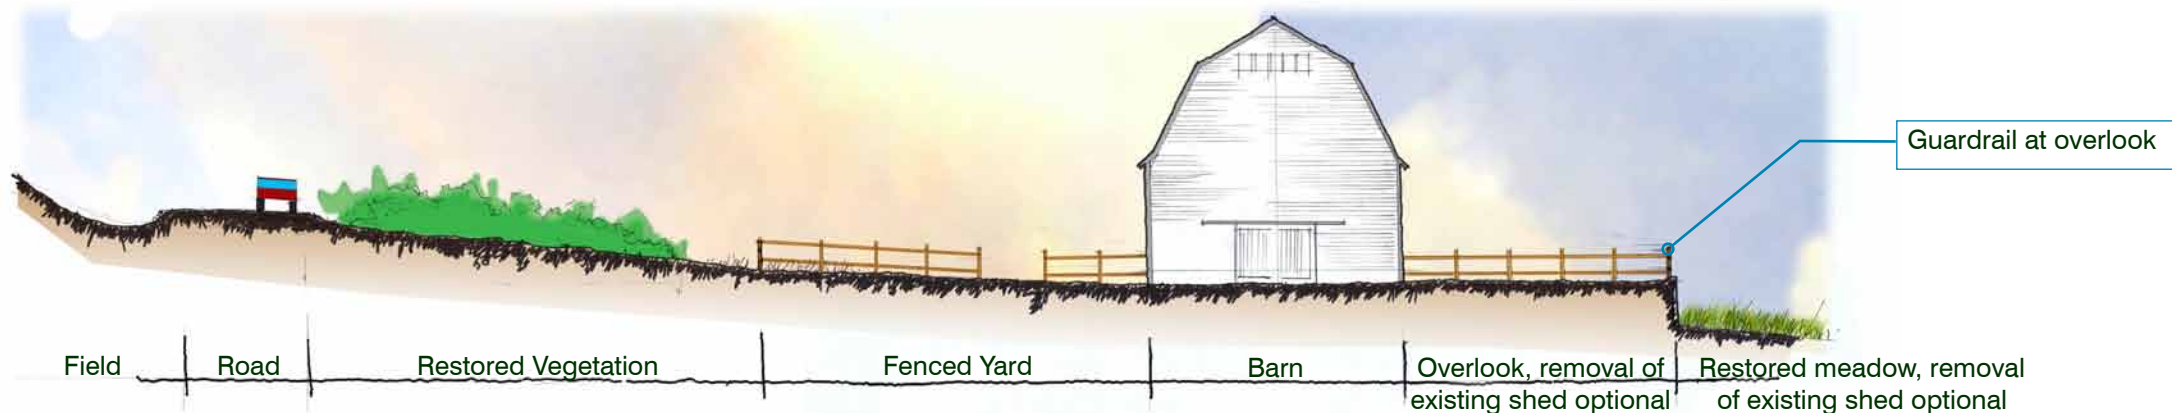 Guardrail at overlook
Field
Road
Restored Vegetation
Fenced Yard
Barn
Overlook, removal of
existing shed optional
Restored meadow, removal
of existing shed optional